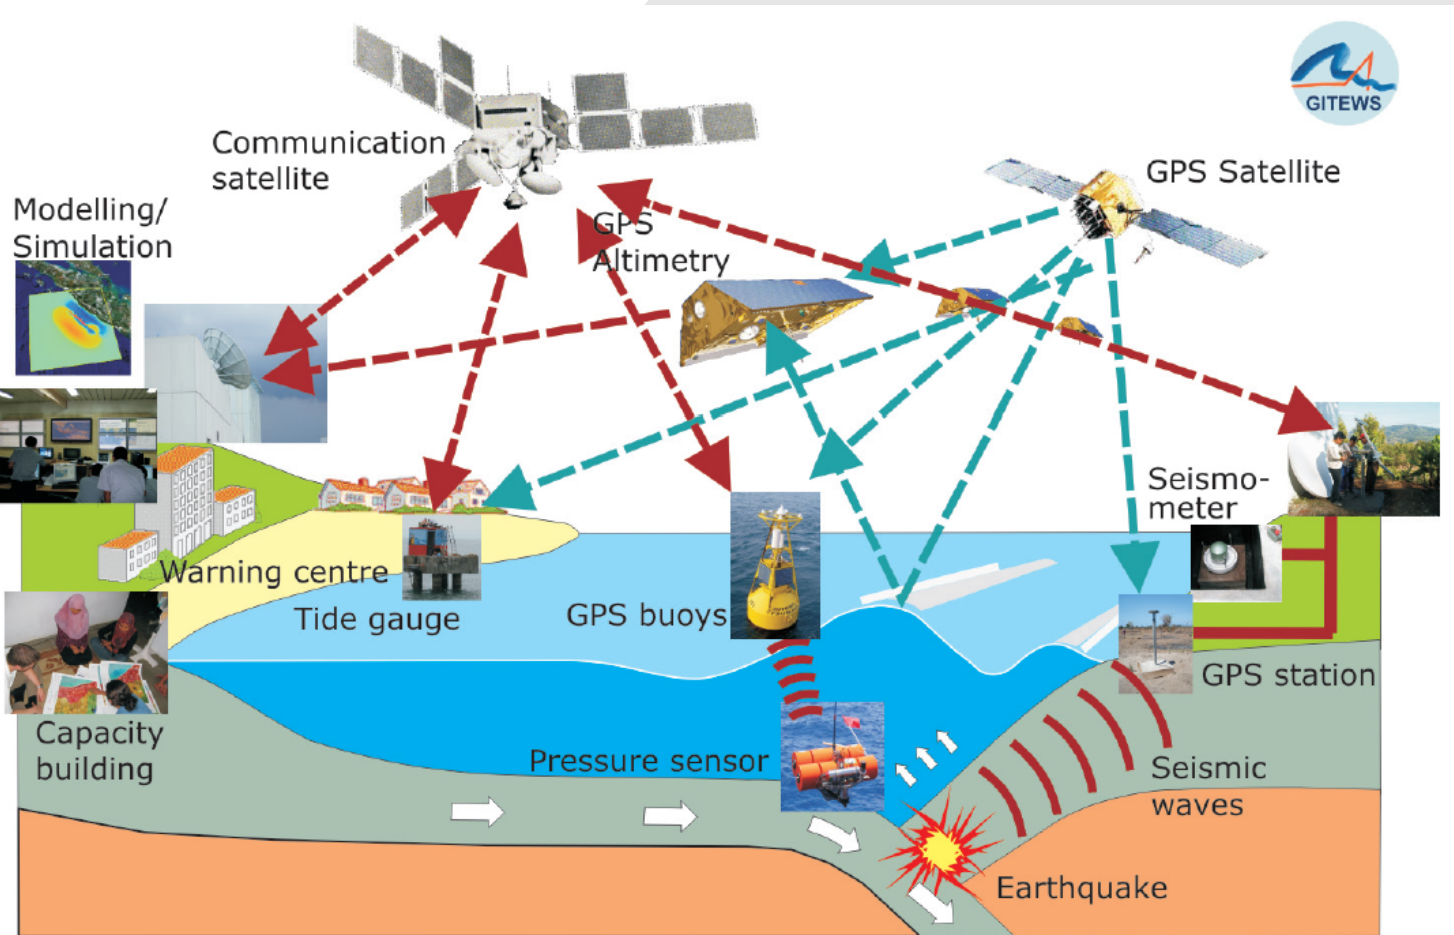 GITEWS
Communication
satellite
GPS Satellite
Modelling/
Simulation
GPS
Altimetry
Seismo-
meter
Warning centre
Tide gauge
GPS buoys
GPS station
Capacity
building
Pressure sensor
Seismic
waves
Earthquake